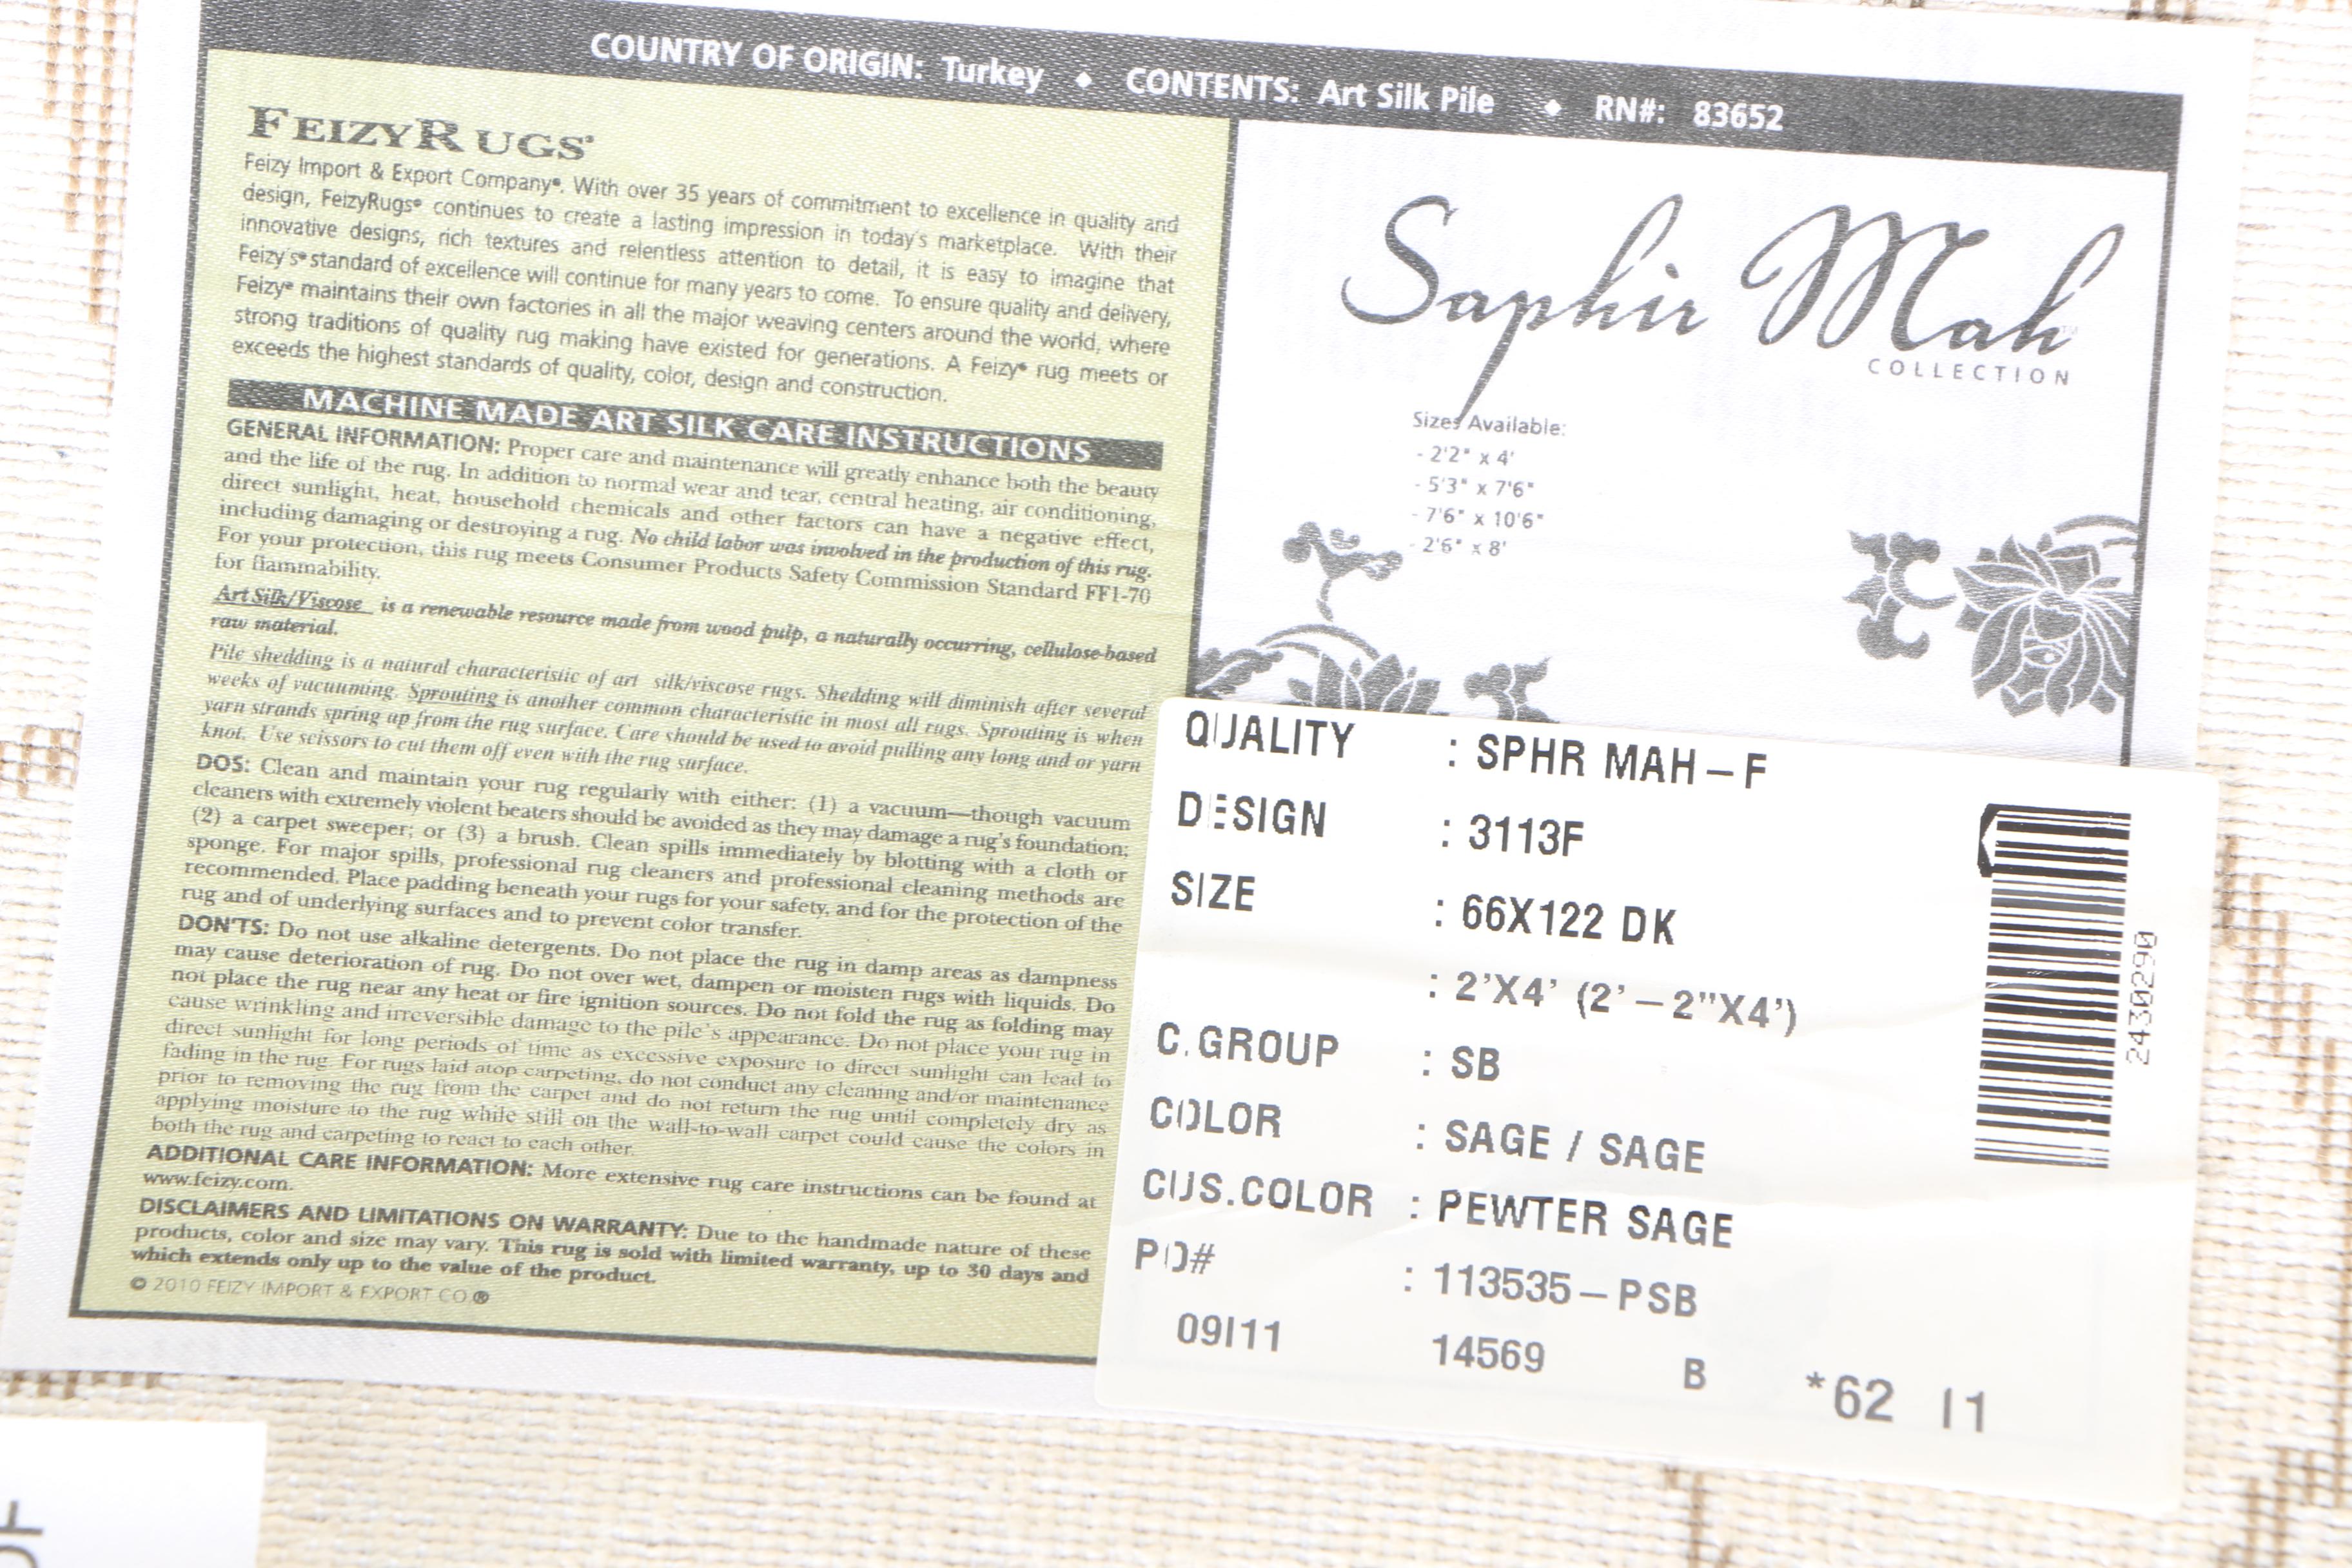 COUNTRY OF ORIGIN: Turkey ◆ CONTENTS: Art Silk Pile ◆ RN#: 83652
FEIZYRUGS®
Feizy Import & Export Company®. With over 35 years of commitment to excellence in quality and
design, FeizyRugs® continues to create a lasting impression in today's marketplace. With their
innovative designs, rich textures and relentless attention to detail, it is easy to imagine that
Feizy's® standard of excellence will continue for many years to come. To ensure quality and delivery,
Feizy® maintains their own factories in all the major weaving centers around the world, where
strong traditions of quality rug making have existed for generations. A Feizy® rug meets or
exceeds the highest standards of quality, color, design and construction.
MACHINE MADE ART SILK CARE INSTRUCTIONS
GENERAL INFORMATION: Proper care and maintenance will greatly enhance both the beauty
and the life of the rug. In addition to normal wear and tear, central heating, air conditioning,
direct sunlight, heat, household chemicals and other factors can have a negative effect,
including damaging or destroying a rug. No child labor was involved in the production of this rug.
For your protection, this rug meets Consumer Products Safety Commission Standard FF1-70
for flammability.
Art Silk/Viscose is a renewable resource made from wood pulp, a naturally occurring, cellulose-based
raw material.
Pile shedding is a natural characteristic of art silk/viscose rugs. Shedding will diminish after several
weeks of vacuuming. Sprouting is another common characteristic in most all rugs. Sprouting is when
yarn strands spring up from the rug surface. Care should be used to avoid pulling any long and or yarn
knot. Use scissors to cut them off even with the rug surface.
DOS: Clean and maintain your rug regularly with either: (1) a vacuum—though vacuum
cleaners with extremely violent beaters should be avoided as they may damage a rug's foundation;
(2) a carpet sweeper; or (3) a brush. Clean spills immediately by blotting with a cloth or
sponge. For major spills, professional rug cleaners and professional cleaning methods are
recommended. Place padding beneath your rugs for your safety, and for the protection of the
rug and of underlying surfaces and to prevent color transfer.
DON'TS: Do not use alkaline detergents. Do not place the rug in damp areas as dampness
may cause deterioration of rug. Do not over wet, dampen or moisten rugs with liquids. Do
not place the rug near any heat or fire ignition sources. Do not fold the rug as folding may
cause wrinkling and irreversible damage to the pile's appearance. Do not place your rug in
direct sunlight for long periods of time as excessive exposure to direct sunlight can lead to
fading in the rug. For rugs laid atop carpeting, do not conduct any cleaning and/or maintenance
prior to removing the rug from the carpet and do not return the rug until completely dry as
applying moisture to the rug while still on the wall-to-wall carpet could cause the colors in
both the rug and carpeting to react to each other.
ADDITIONAL CARE INFORMATION: More extensive rug care instructions can be found at
www.feizy.com.
DISCLAIMERS AND LIMITATIONS ON WARRANTY: Due to the handmade nature of these
products, color and size may vary. This rug is sold with limited warranty, up to 30 days and
which extends only up to the value of the product.
© 2010 FEIZY IMPORT & EXPORT CO.®
Saphir Mah™
COLLECTION
Sizes Available:
- 2'2" x 4'
- 5'3" x 7'6"
- 7'6" x 10'6"
- 2'6" x 8'
QUALITY : SPHR MAH-F
DESIGN : 3113F
SIZE : 66X122 DK
: 2'X4' (2'-2"X4')
C.GROUP : SB
COLOR : SAGE / SAGE
CUS.COLOR : PEWTER SAGE
PO# : 113535-PSB
09I11 14569 B *62 I1
2430290